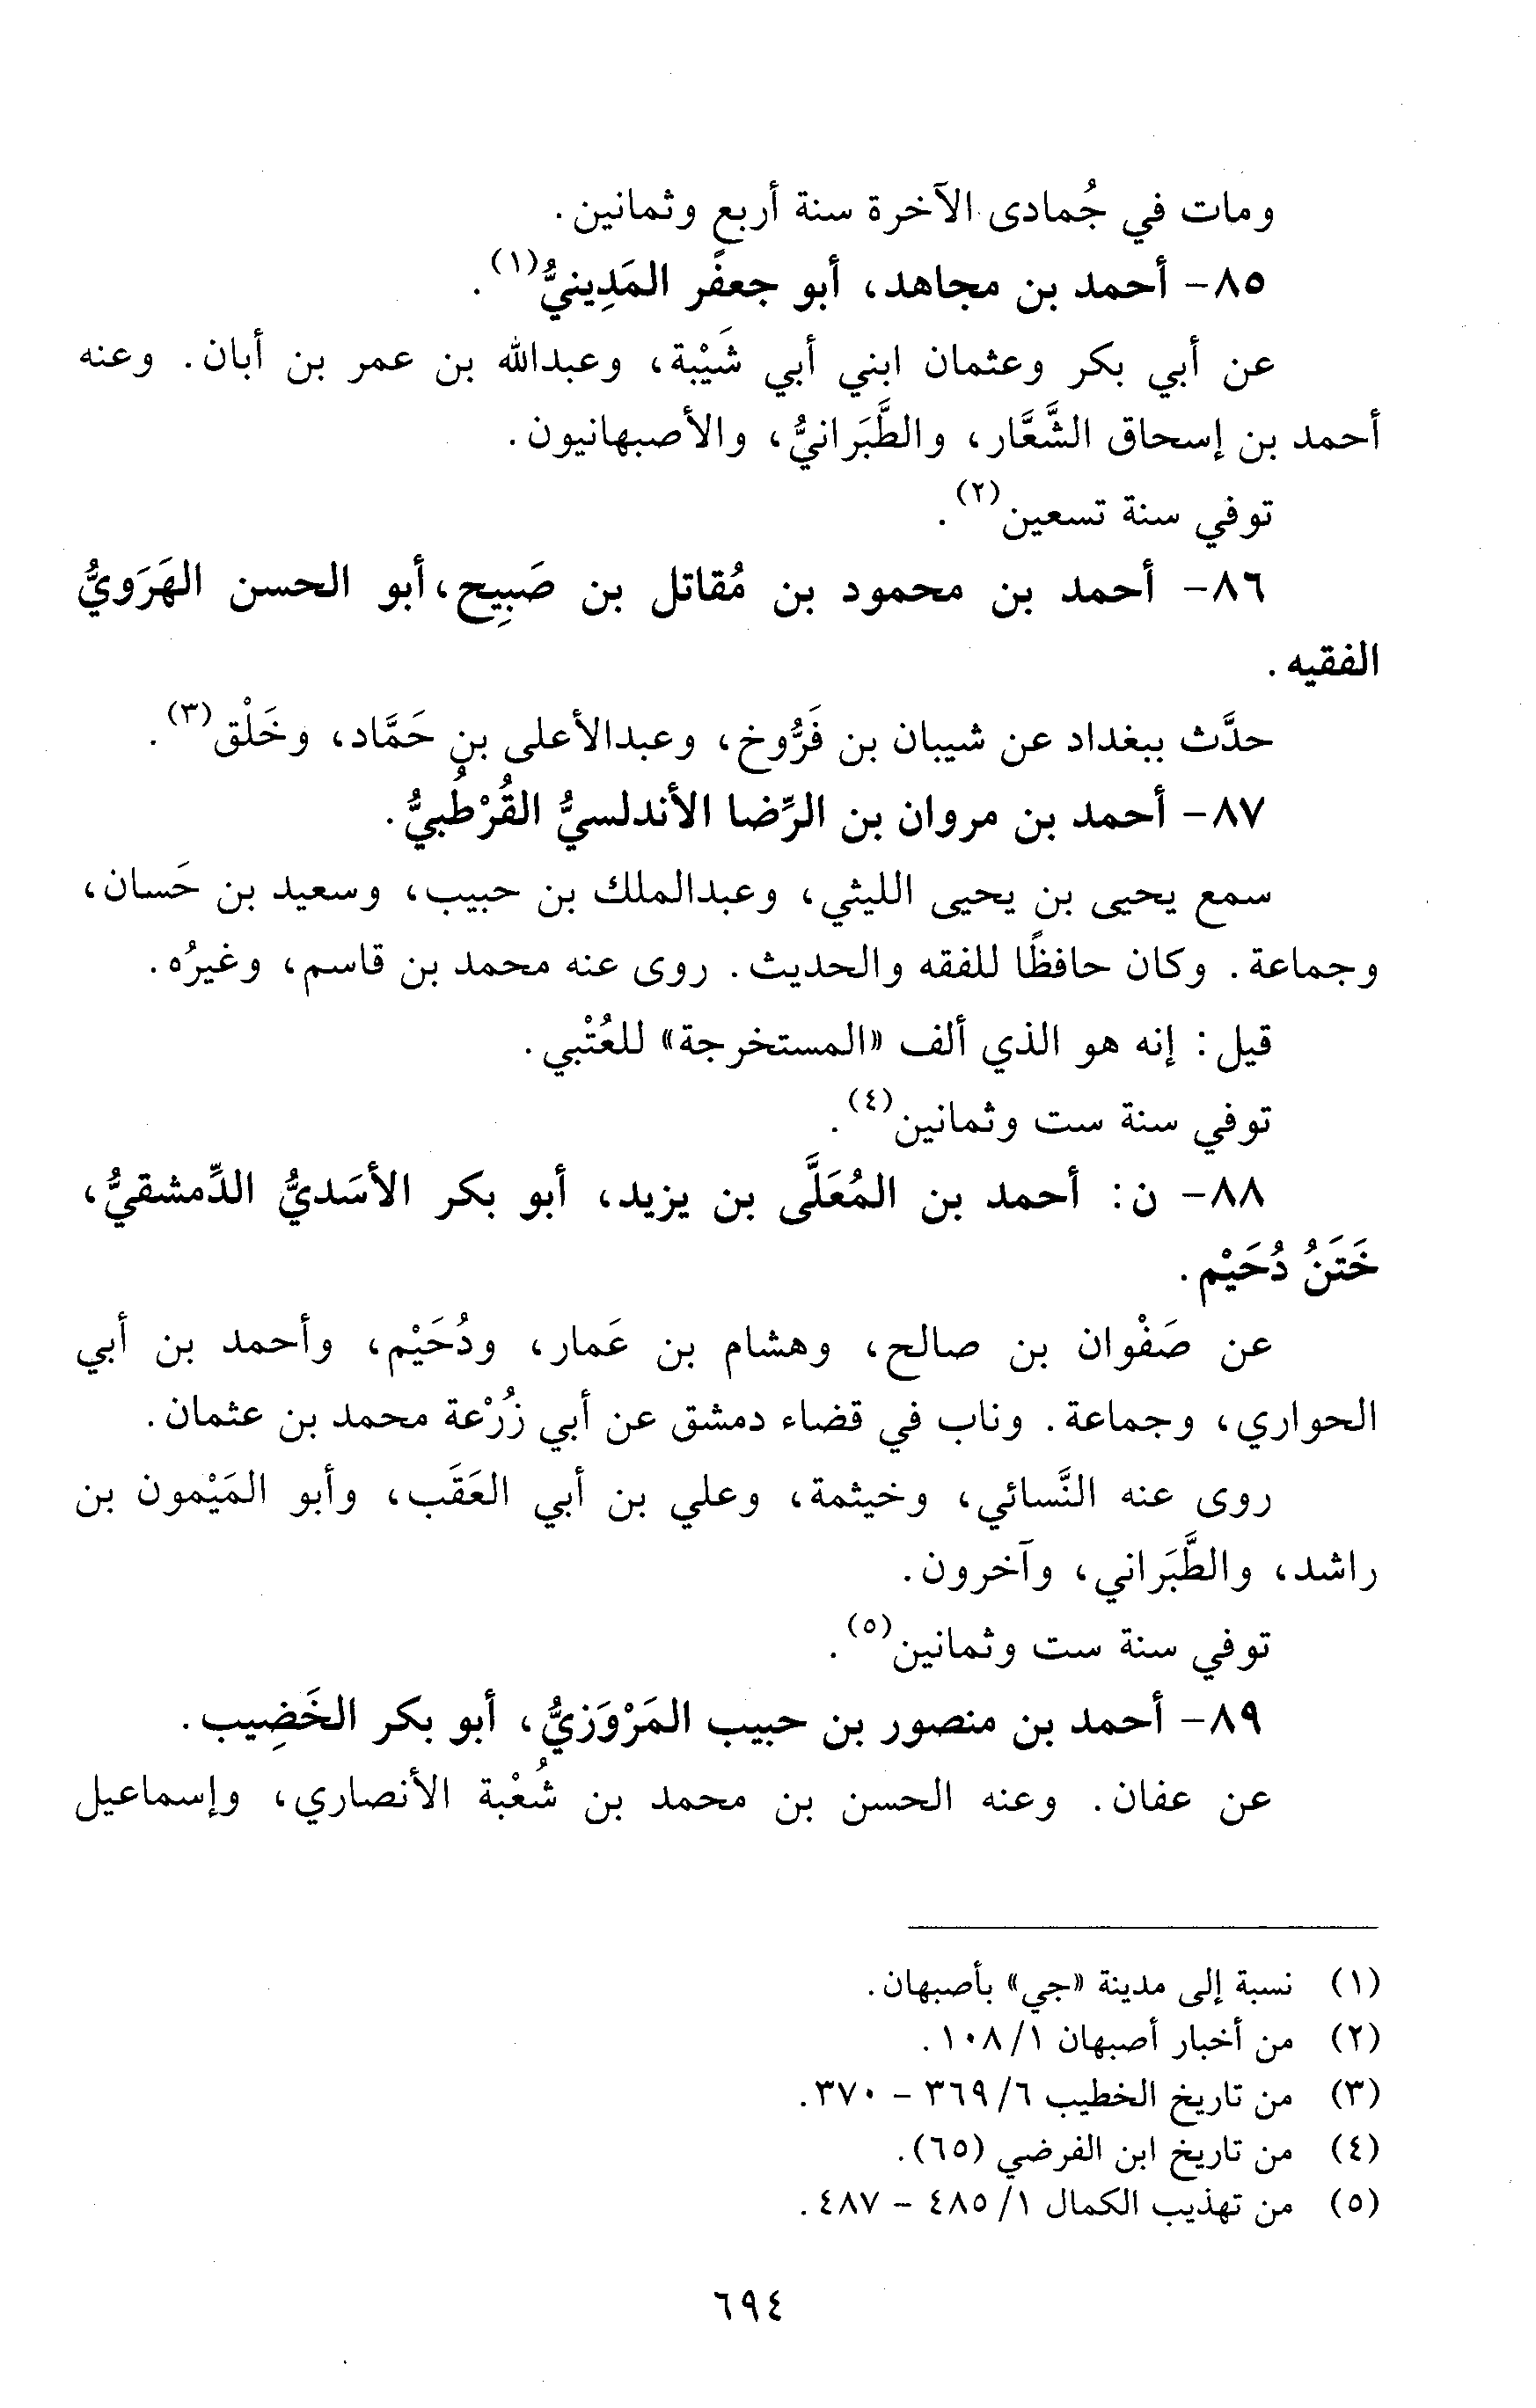 ومات في جُمادى الآخرة سنة أربع وثمانين.
٨٥- أحمد بن مجاهد، أبو جعفر المَدِينيُّ(١).
عن أبي بكر وعثمان ابني أبي شَيْبة، وعبدالله بن عمر بن أبان. وعنه
أحمد بن إسحاق الشَّعَّار، والطَّبَرانيُّ، والأصبهانيون.
توفي سنة تسعين(٢).
٨٦- أحمد بن محمود بن مُقاتل بن صَبِيح، أبو الحسن الهَرَويُّ
الفقيه.
حدَّث ببغداد عن شيبان بن فَرُّوخ، وعبدالأعلى بن حَمَّاد، وخَلْق(٣).
٨٧- أحمد بن مروان بن الرِّضا الأندلسيُّ القُرْطُبيُّ.
سمع يحيى بن يحيى الليثي، وعبدالملك بن حبيب، وسعيد بن حَسان،
وجماعة. وكان حافظًا للفقه والحديث. روى عنه محمد بن قاسم، وغيرُه.
قيل: إنه هو الذي ألف «المستخرجة» للعُتْبي.
توفي سنة ست وثمانين(٤).
٨٨- ن: أحمد بن المُعَلَّى بن يزيد، أبو بكر الأسَديُّ الدِّمشقيُّ،
خَتَنُ دُحَيْم.
عن صَفْوان بن صالح، وهشام بن عَمار، ودُحَيْم، وأحمد بن أبي
الحواري، وجماعة. وناب في قضاء دمشق عن أبي زُرْعة محمد بن عثمان.
روى عنه النَّسائي، وخيثمة، وعلي بن أبي العَقَب، وأبو المَيْمون بن
راشد، والطَّبَراني، وآخرون.
توفي سنة ست وثمانين(٥).
٨٩- أحمد بن منصور بن حبيب المَرْوَزيُّ، أبو بكر الخَضِيب.
عن عفان. وعنه الحسن بن محمد بن شُعْبة الأنصاري، وإسماعيل
(١) نسبة إلى مدينة «جي» بأصبهان.
(٢) من أخبار أصبهان ١/ ١٠٨.
(٣) من تاريخ الخطيب ٦/ ٣٦٩ - ٣٧٠.
(٤) من تاريخ ابن الفرضي (٦٥).
(٥) من تهذيب الكمال ١/ ٤٨٥ - ٤٨٧.
٦٩٤